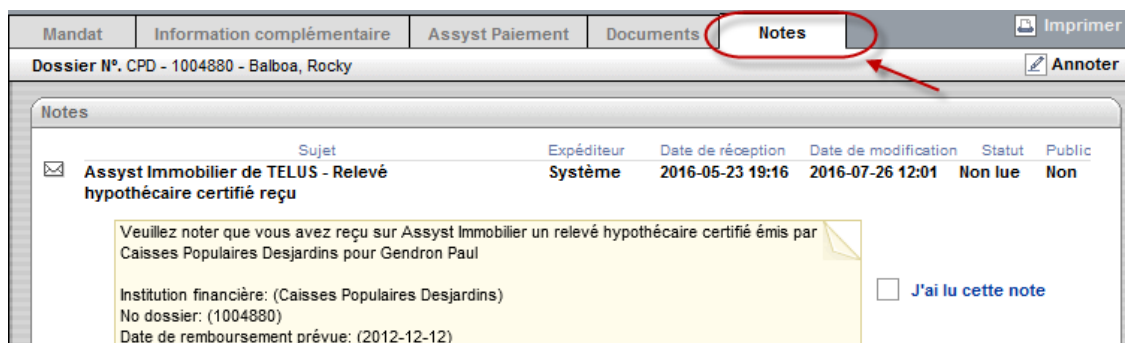 Mandat Information complémentaire Assyst Paiement Documents Notes Imprimer
Dossier Nº. CPD - 1004880 - Balboa, Rocky Annoter
Notes
Sujet Expéditeur Date de réception Date de modification Statut Public
Assyst Immobilier de TELUS - Relevé Système 2016-05-23 19:16 2016-07-26 12:01 Non lue Non
hypothécaire certifié reçu
Veuillez noter que vous avez reçu sur Assyst Immobilier un relevé hypothécaire certifié émis par
Caisses Populaires Desjardins pour Gendron Paul
Institution financière: (Caisses Populaires Desjardins)
J'ai lu cette note
No dossier: (1004880)
Date de remboursement prévue: (2012-12-12)